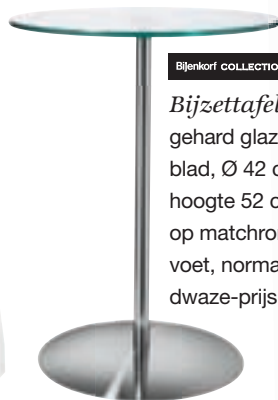 Bijenkorf COLLECTIO
Bijzettafel
gehard glaz
blad, Ø 42 c
hoogte 52 c
op matchro
voet, norma
dwaze-prijs